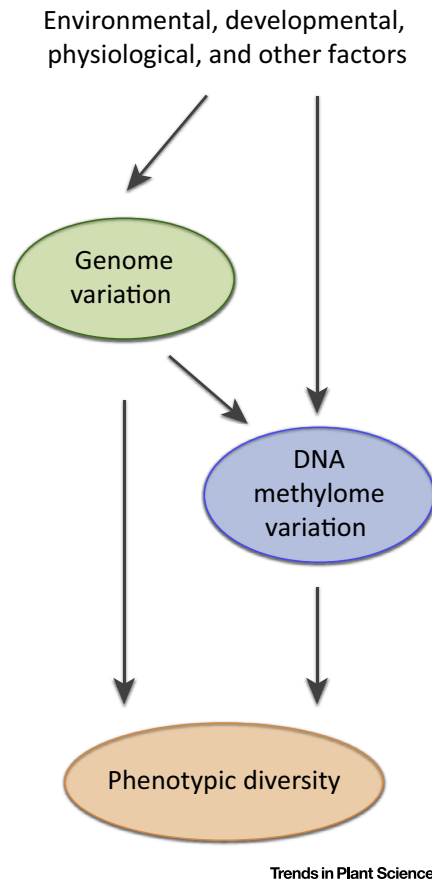 Environmental, developmental,
physiological, and other factors
Genome
variation
DNA
methylome
variation
Phenotypic diversity
Trends in Plant Science